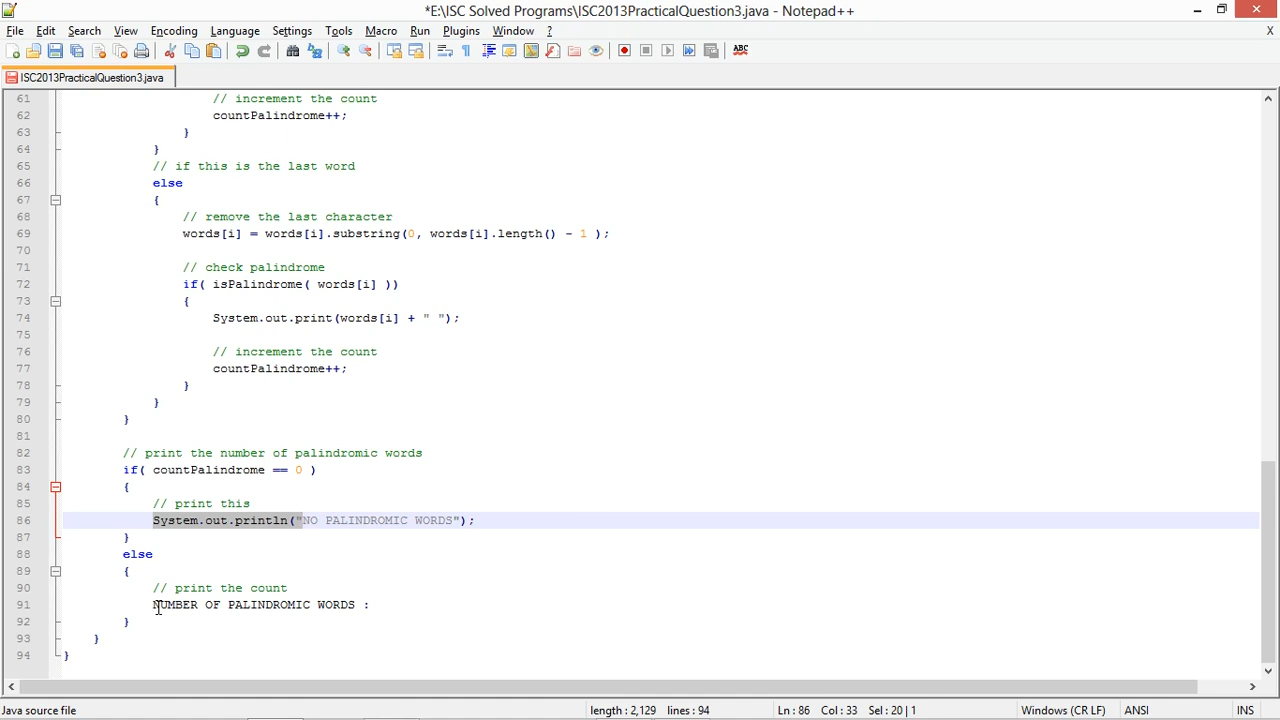 *E:\ISC Solved Programs\ISC2013PracticalQuestion3.java - Notepad++
File Edit Search View Encoding Language Settings Tools Macro Run Plugins Window ? X
ABC
ISC2013PracticalQuestion3.java
61 // increment the count
62 countPalindrome++;
63 }
64 }
65 // if this is the last word
66 else
67 {
68 // remove the last character
69 words[i] = words[i].substring(0, words[i].length() - 1 );
70
71 // check palindrome
72 if( isPalindrome( words[i] ))
73 {
74 System.out.print(words[i] + " ");
75
76 // increment the count
77 countPalindrome++;
78 }
79 }
80 }
81
82 // print the number of palindromic words
83 if( countPalindrome == 0 )
84 {
85 // print this
86 System.out.println("NO PALINDROMIC WORDS");
87 }
88 else
89 {
90 // print the count
91 NUMBER OF PALINDROMIC WORDS :
92 }
93 }
94 }
Java source file length : 2,129 lines : 94 Ln : 86 Col : 33 Sel : 20 | 1 Windows (CR LF) ANSI INS